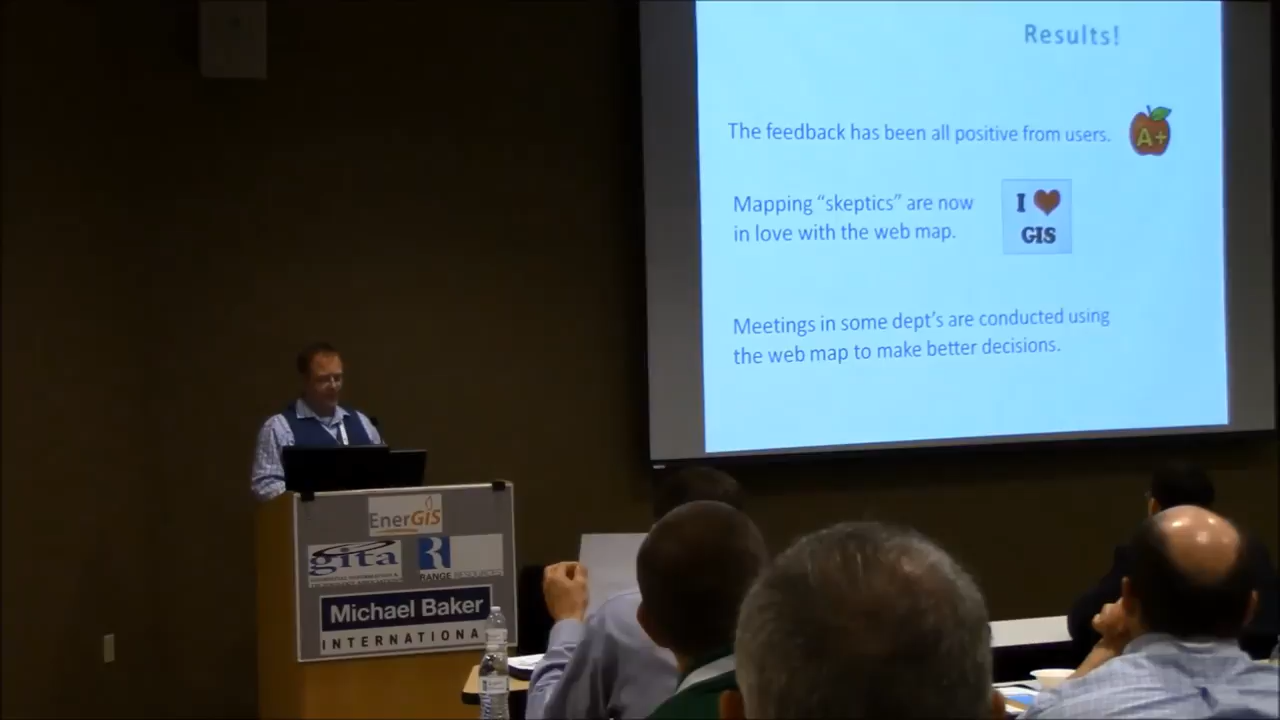 Results!
The feedback has been all positive from users.
A+
Mapping “skeptics” are now
in love with the web map.
I
GIS
Meetings in some dept's are conducted using
the web map to make better decisions.
EnerGIS
gita
R
RANGE RESOURCES
Michael Baker
INTERNATIONA